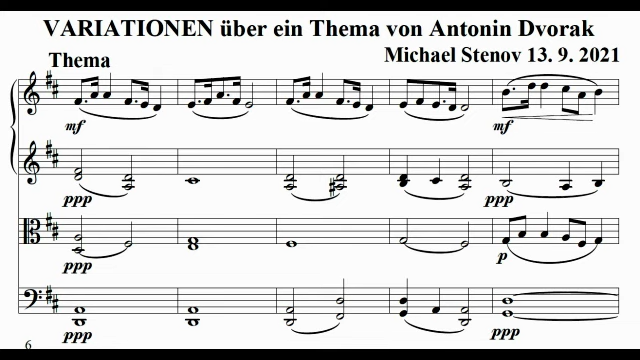 VARIATIONEN über ein Thema von Antonin Dvorak
Thema
Michael Stenov 13. 9. 2021
mf
mf
ppp
ppp
ppp
p
ppp
ppp
6